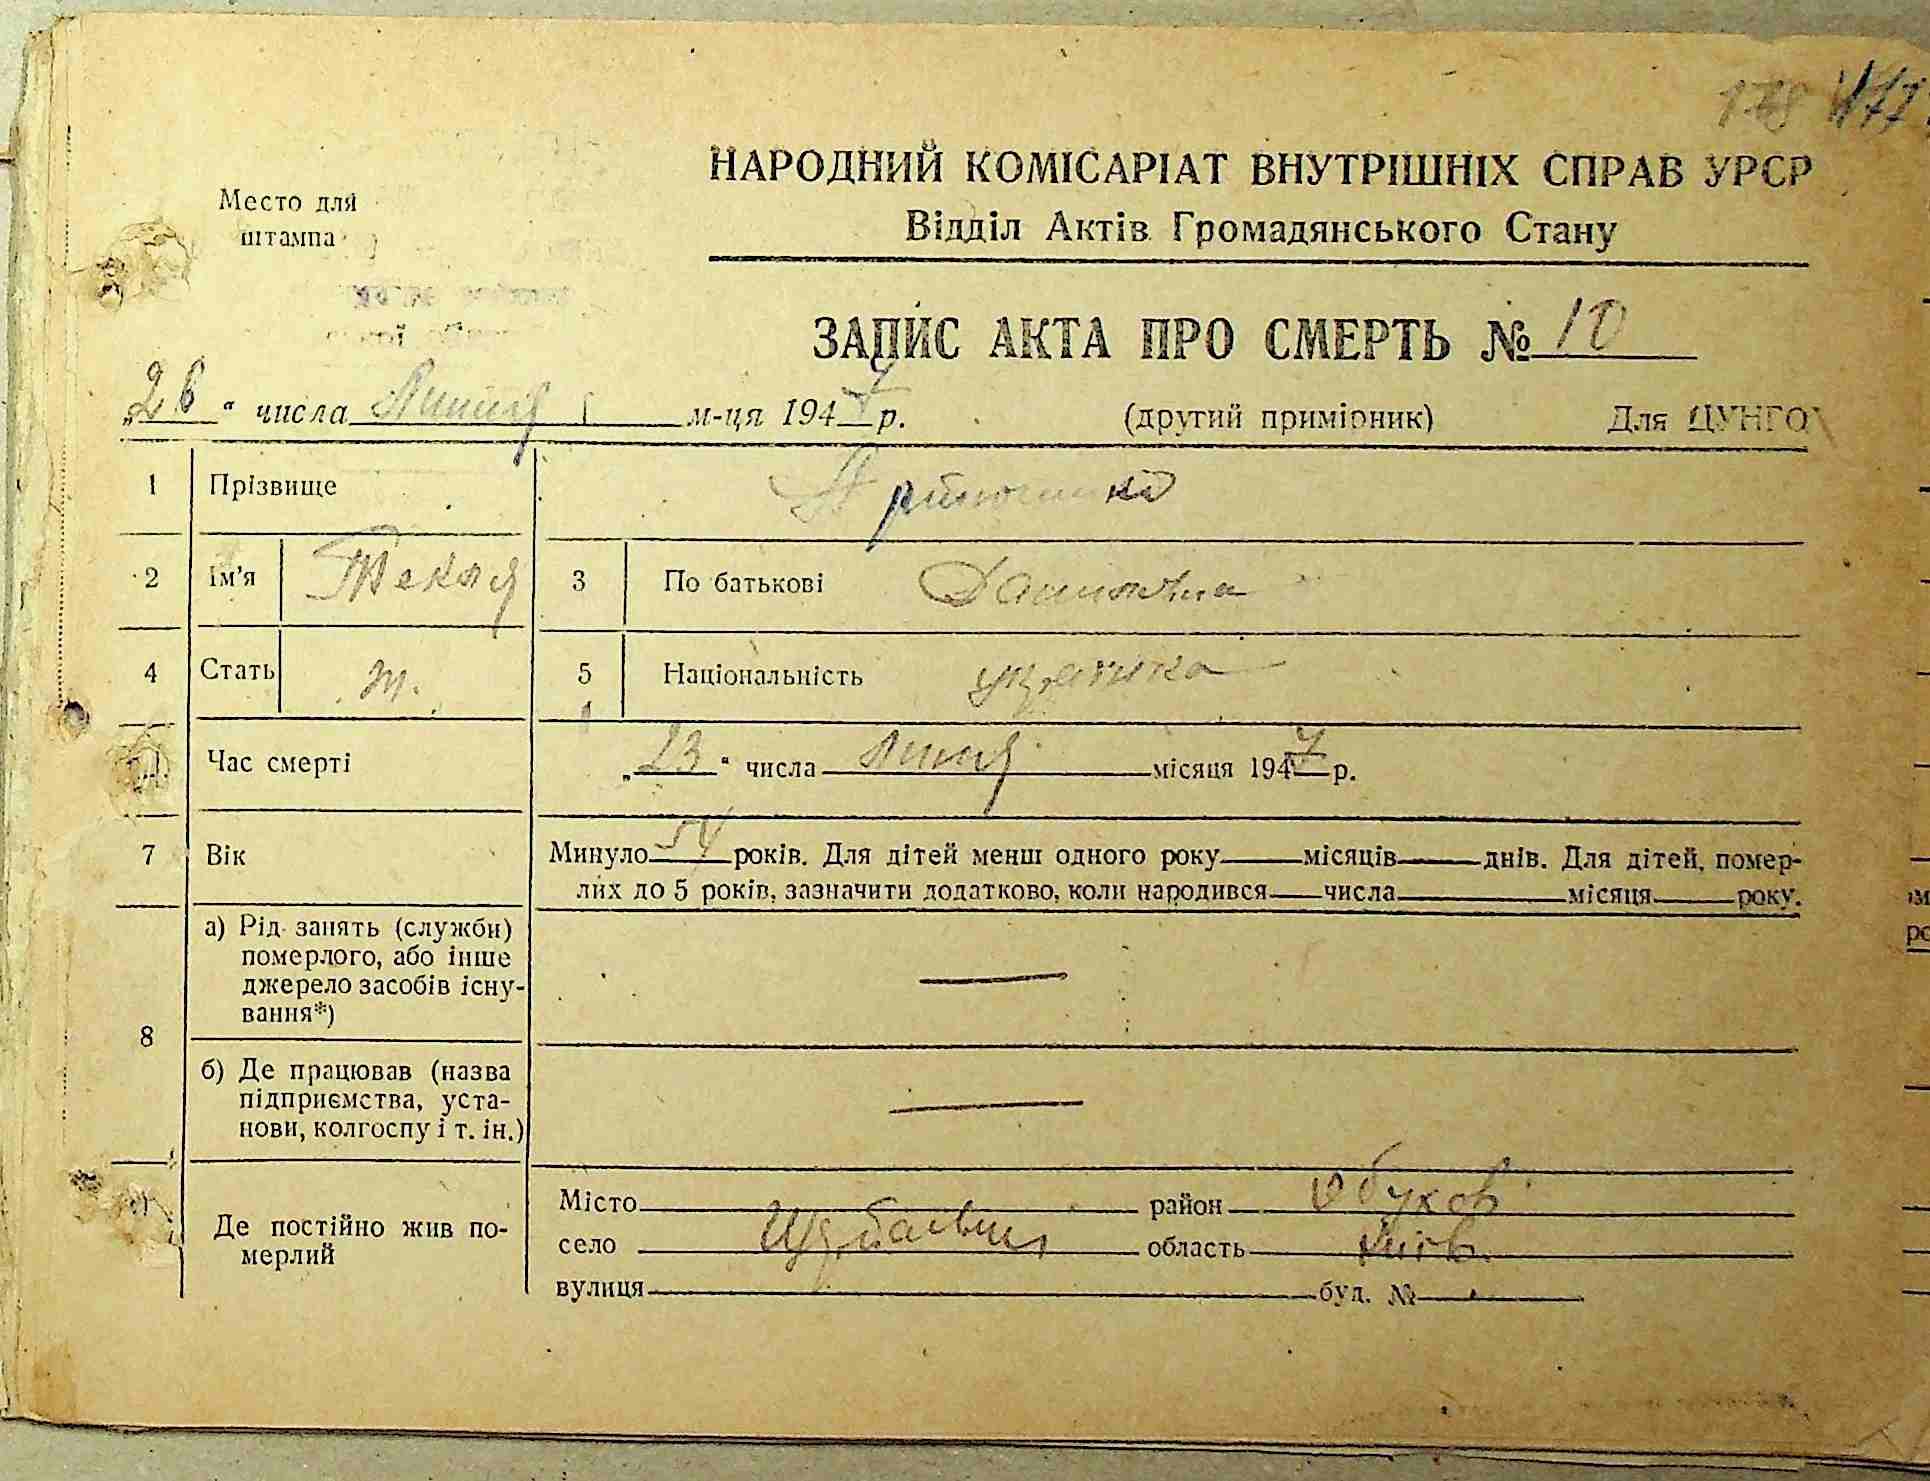 178 177
НАРОДНИЙ КОМІСАРІАТ ВНУТРІШНІХ СПРАВ УРСР
Место для
штампа
Відділ Актів Громадянського Стану
ЗАПИС АКТА ПРО СМЕРТЬ № 10
„26“ числа Липня м-ця 1947 р.
(другий примірник) Для ЦУНГО
1 Прізвище
2 Ім'я Текля 3 По батькові
4 Стать ж. 5 Національність українка
Час смерті „23“ числа липня місяця 1947 р.
7 Вік Минуло 54 років. Для дітей менш одного року місяців днів. Для дітей, помер-
лих до 5 років, зазначити додатково, коли народився числа місяця року.
8 а) Рід занять (служби)
померлого, або інше
джерело засобів існу-
вання*) —
б) Де працював (назва
підприємства, уста-
нови, колгоспу і т. ін.) —
Де постійно жив по-
мерлий
Місто район Обухов
село область Київ.
вулиця буд. №